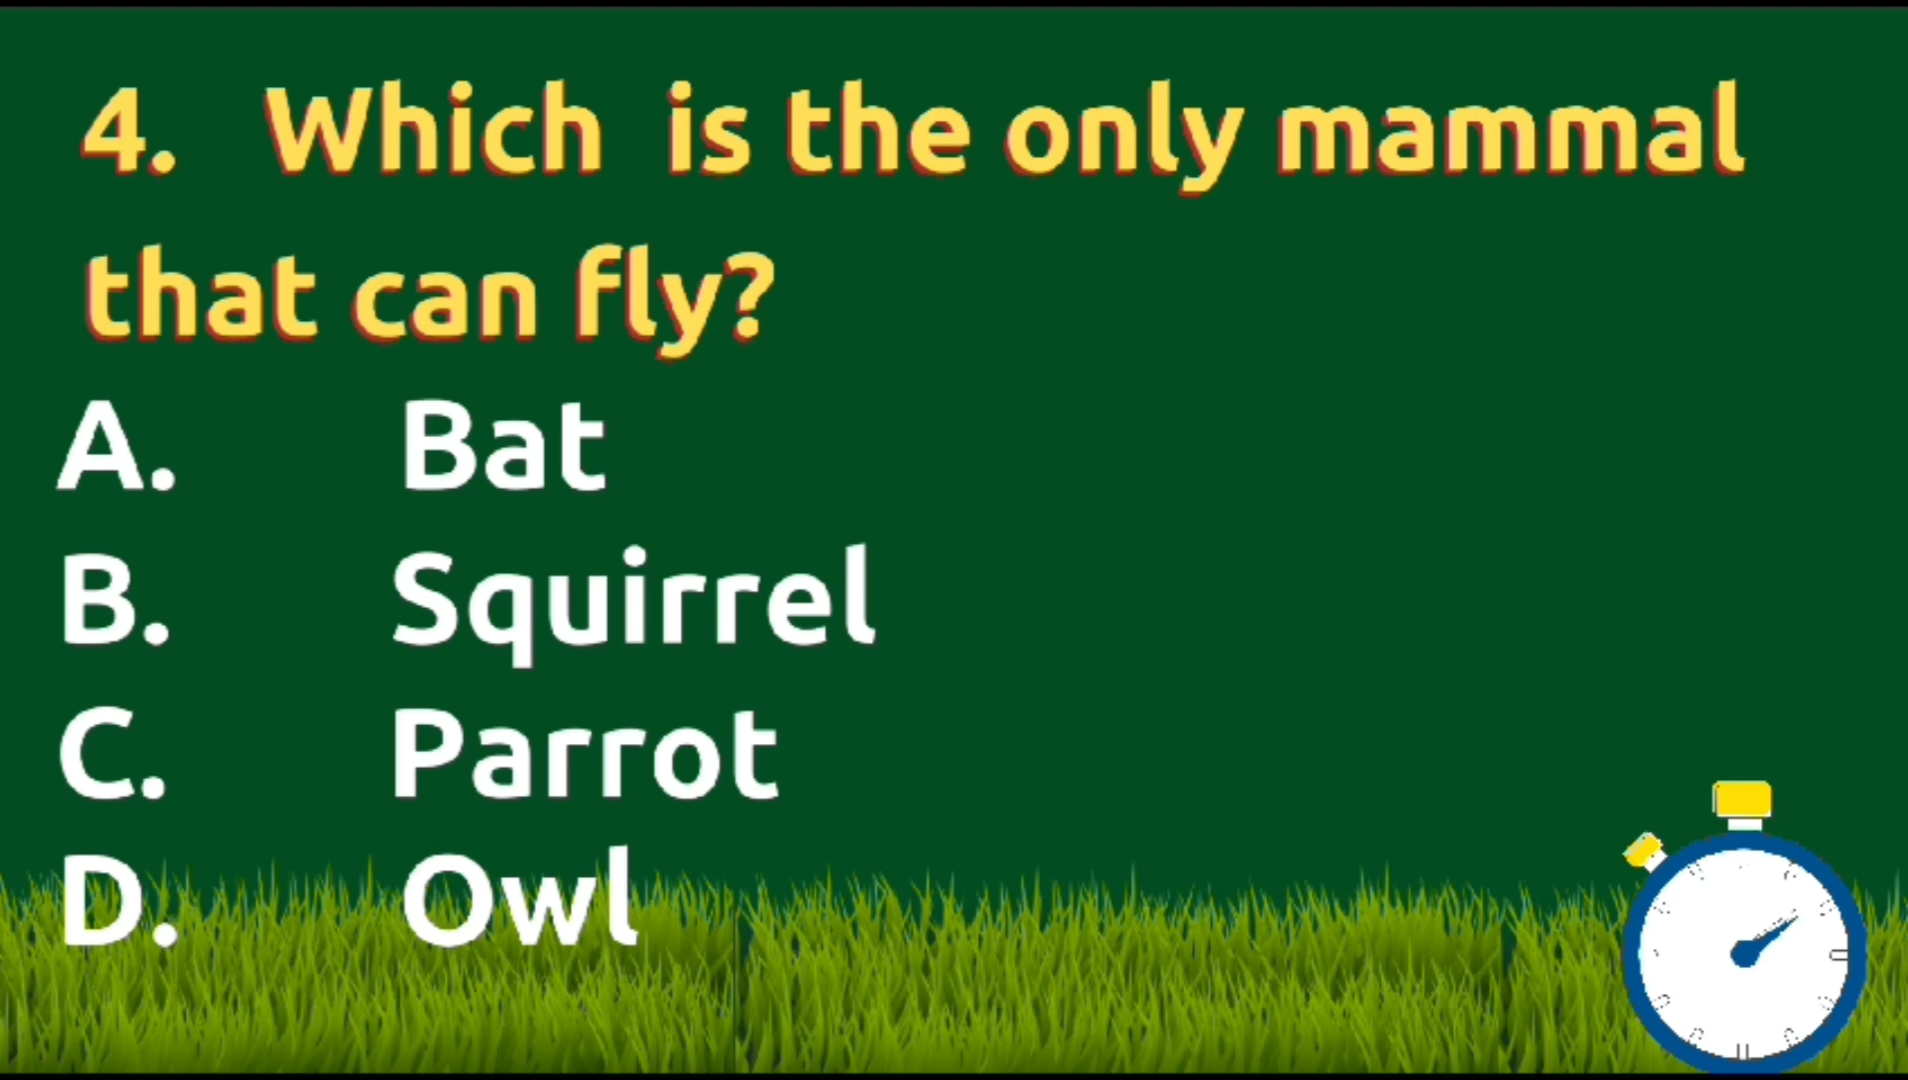 4. Which is the only mammal
that can fly?
A. Bat
B. Squirrel
C. Parrot
D. Owl